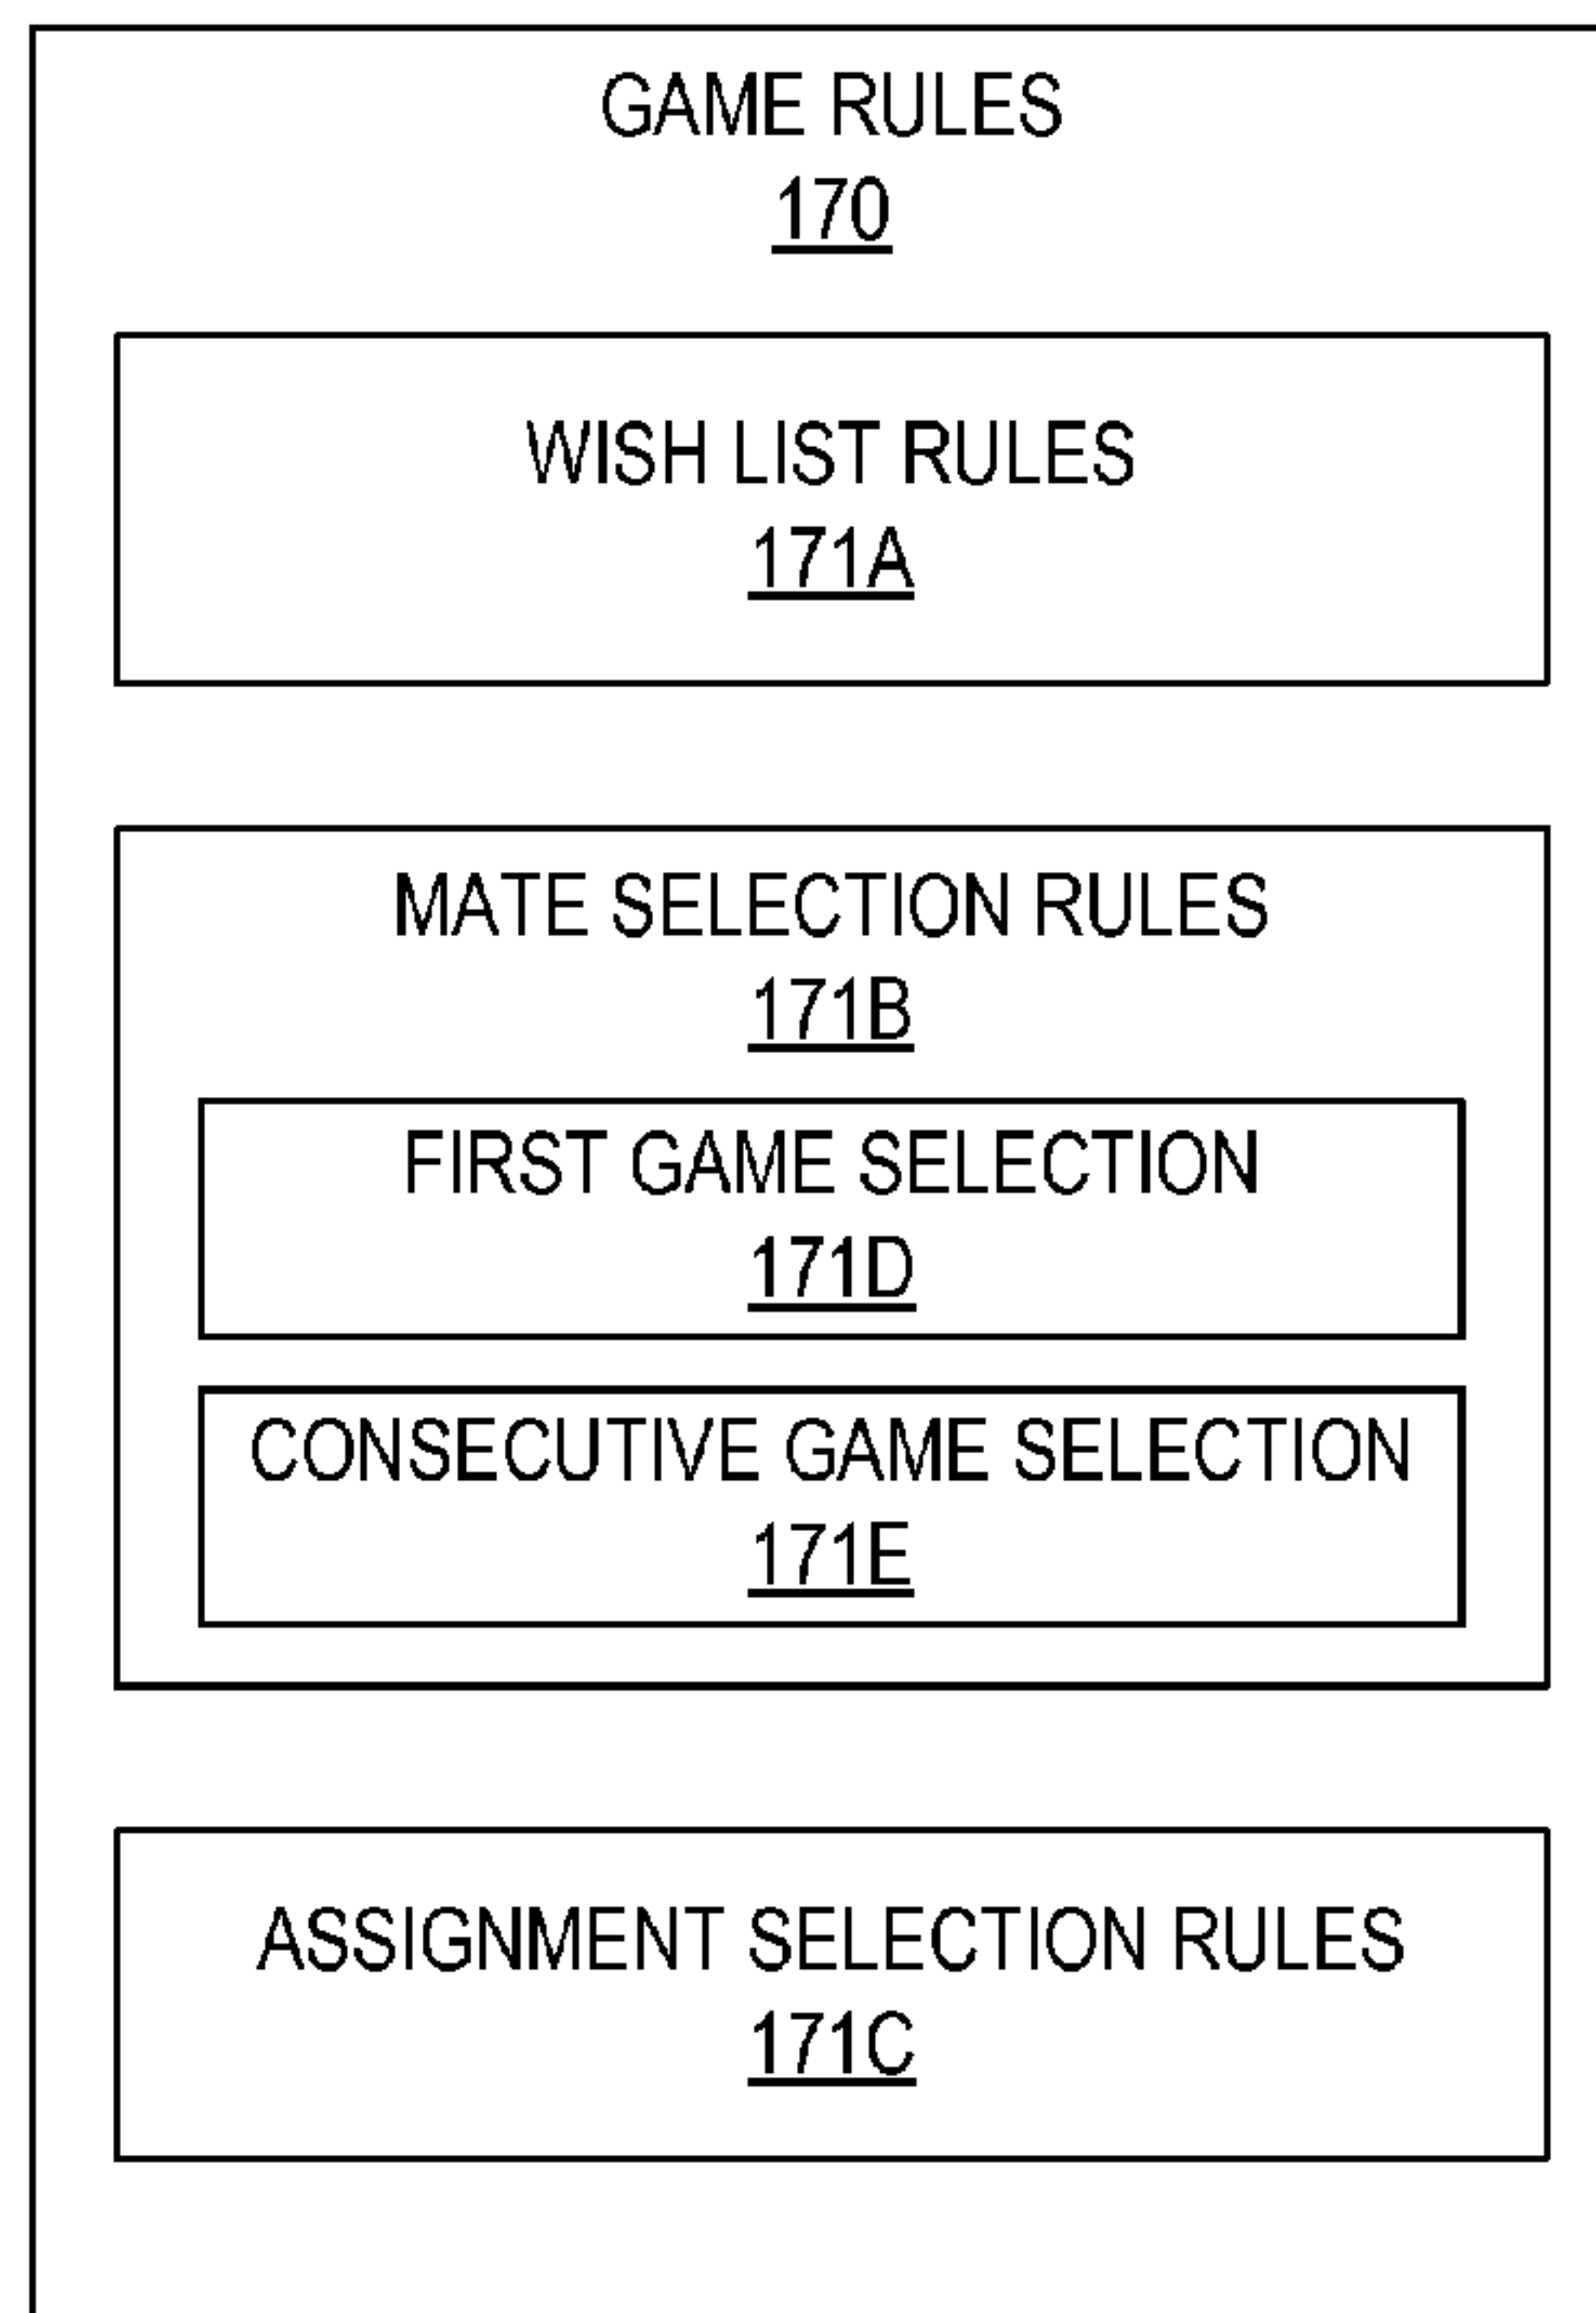 GAME RULES
170
WISH LIST RULES
171A
MATE SELECTION RULES
171B
FIRST GAME SELECTION
171D
CONSECUTIVE GAME SELECTION
171E
ASSIGNMENT SELECTION RULES
171C